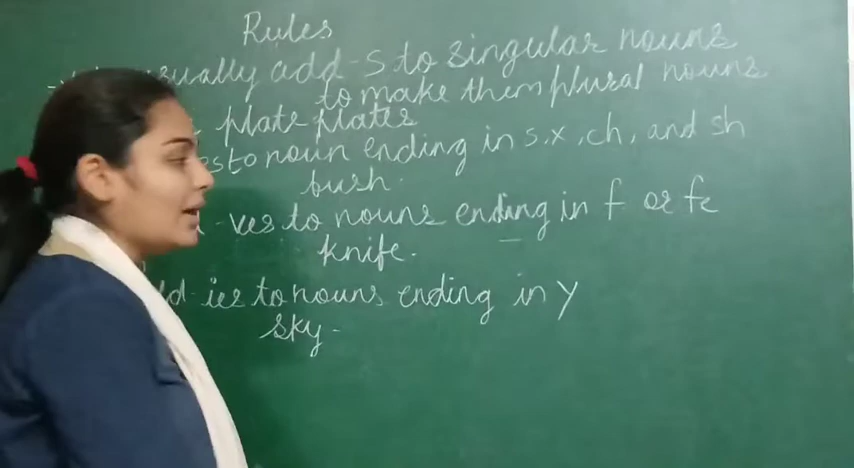 Rules
usually add-s to singular nouns
to make them plural nouns
plate plates
es to noun ending in s, x, ch, and sh
bush.
-ves to nouns ending in f or fe
knife.
-ies to nouns ending in y
sky-